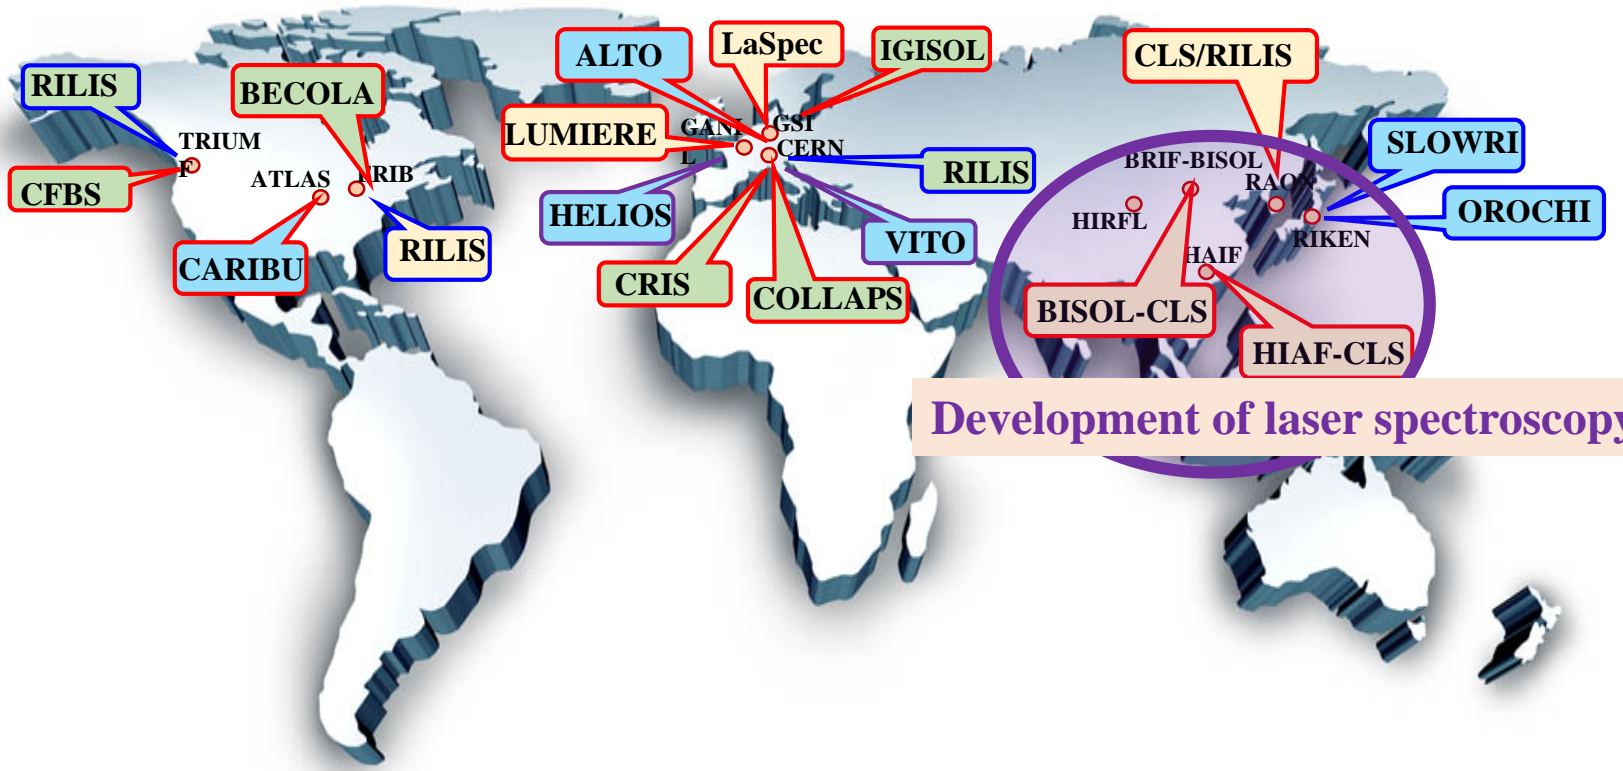 RILIS
BECOLA
TRIUM
F
CFBS
ATLAS
FRIB
CARIBU
RILIS
ALTO
LaSpec
IGISOL
LUMIERE
GANI
L
GSI
CERN
HELIOS
RILIS
VITO
CRIS
COLLAPS
CLS/RILIS
SLOWRI
BRIF-BISOL
RAON
HIRFL
OROCHI
RIKEN
HAIF
BISOL-CLS
HIAF-CLS
Development of laser spectroscopy